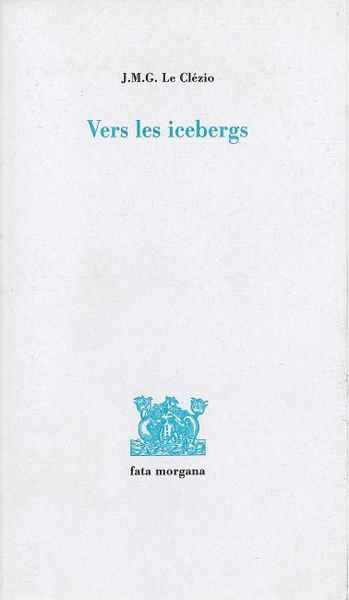 J.M.G. Le Clézio
Vers les icebergs
fata morgana